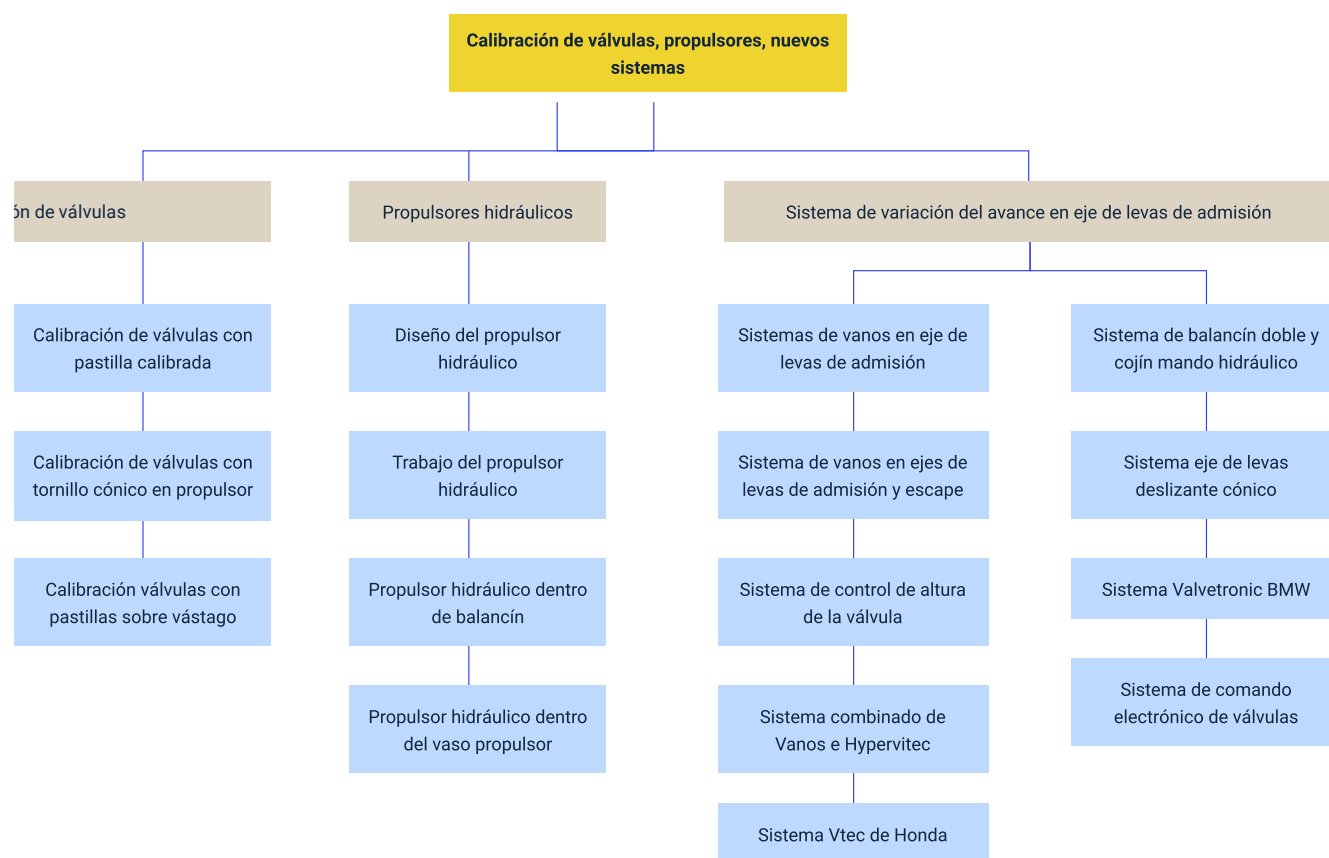 Calibración de válvulas, propulsores, nuevos
sistemas
ón de válvulas
Propulsores hidráulicos
Sistema de variación del avance en eje de levas de admisión
Calibración de válvulas con
pastilla calibrada
Calibración de válvulas con
tornillo cónico en propulsor
Calibración válvulas con
pastillas sobre vástago
Diseño del propulsor
hidráulico
Trabajo del propulsor
hidráulico
Propulsor hidráulico dentro
de balancín
Propulsor hidráulico dentro
del vaso propulsor
Sistemas de vanos en eje de
levas de admisión
Sistema de vanos en ejes de
levas de admisión y escape
Sistema de control de altura
de la válvula
Sistema combinado de
Vanos e Hypervitec
Sistema Vtec de Honda
Sistema de balancín doble y
cojín mando hidráulico
Sistema eje de levas
deslizante cónico
Sistema Valvetronic BMW
Sistema de comando
electrónico de válvulas